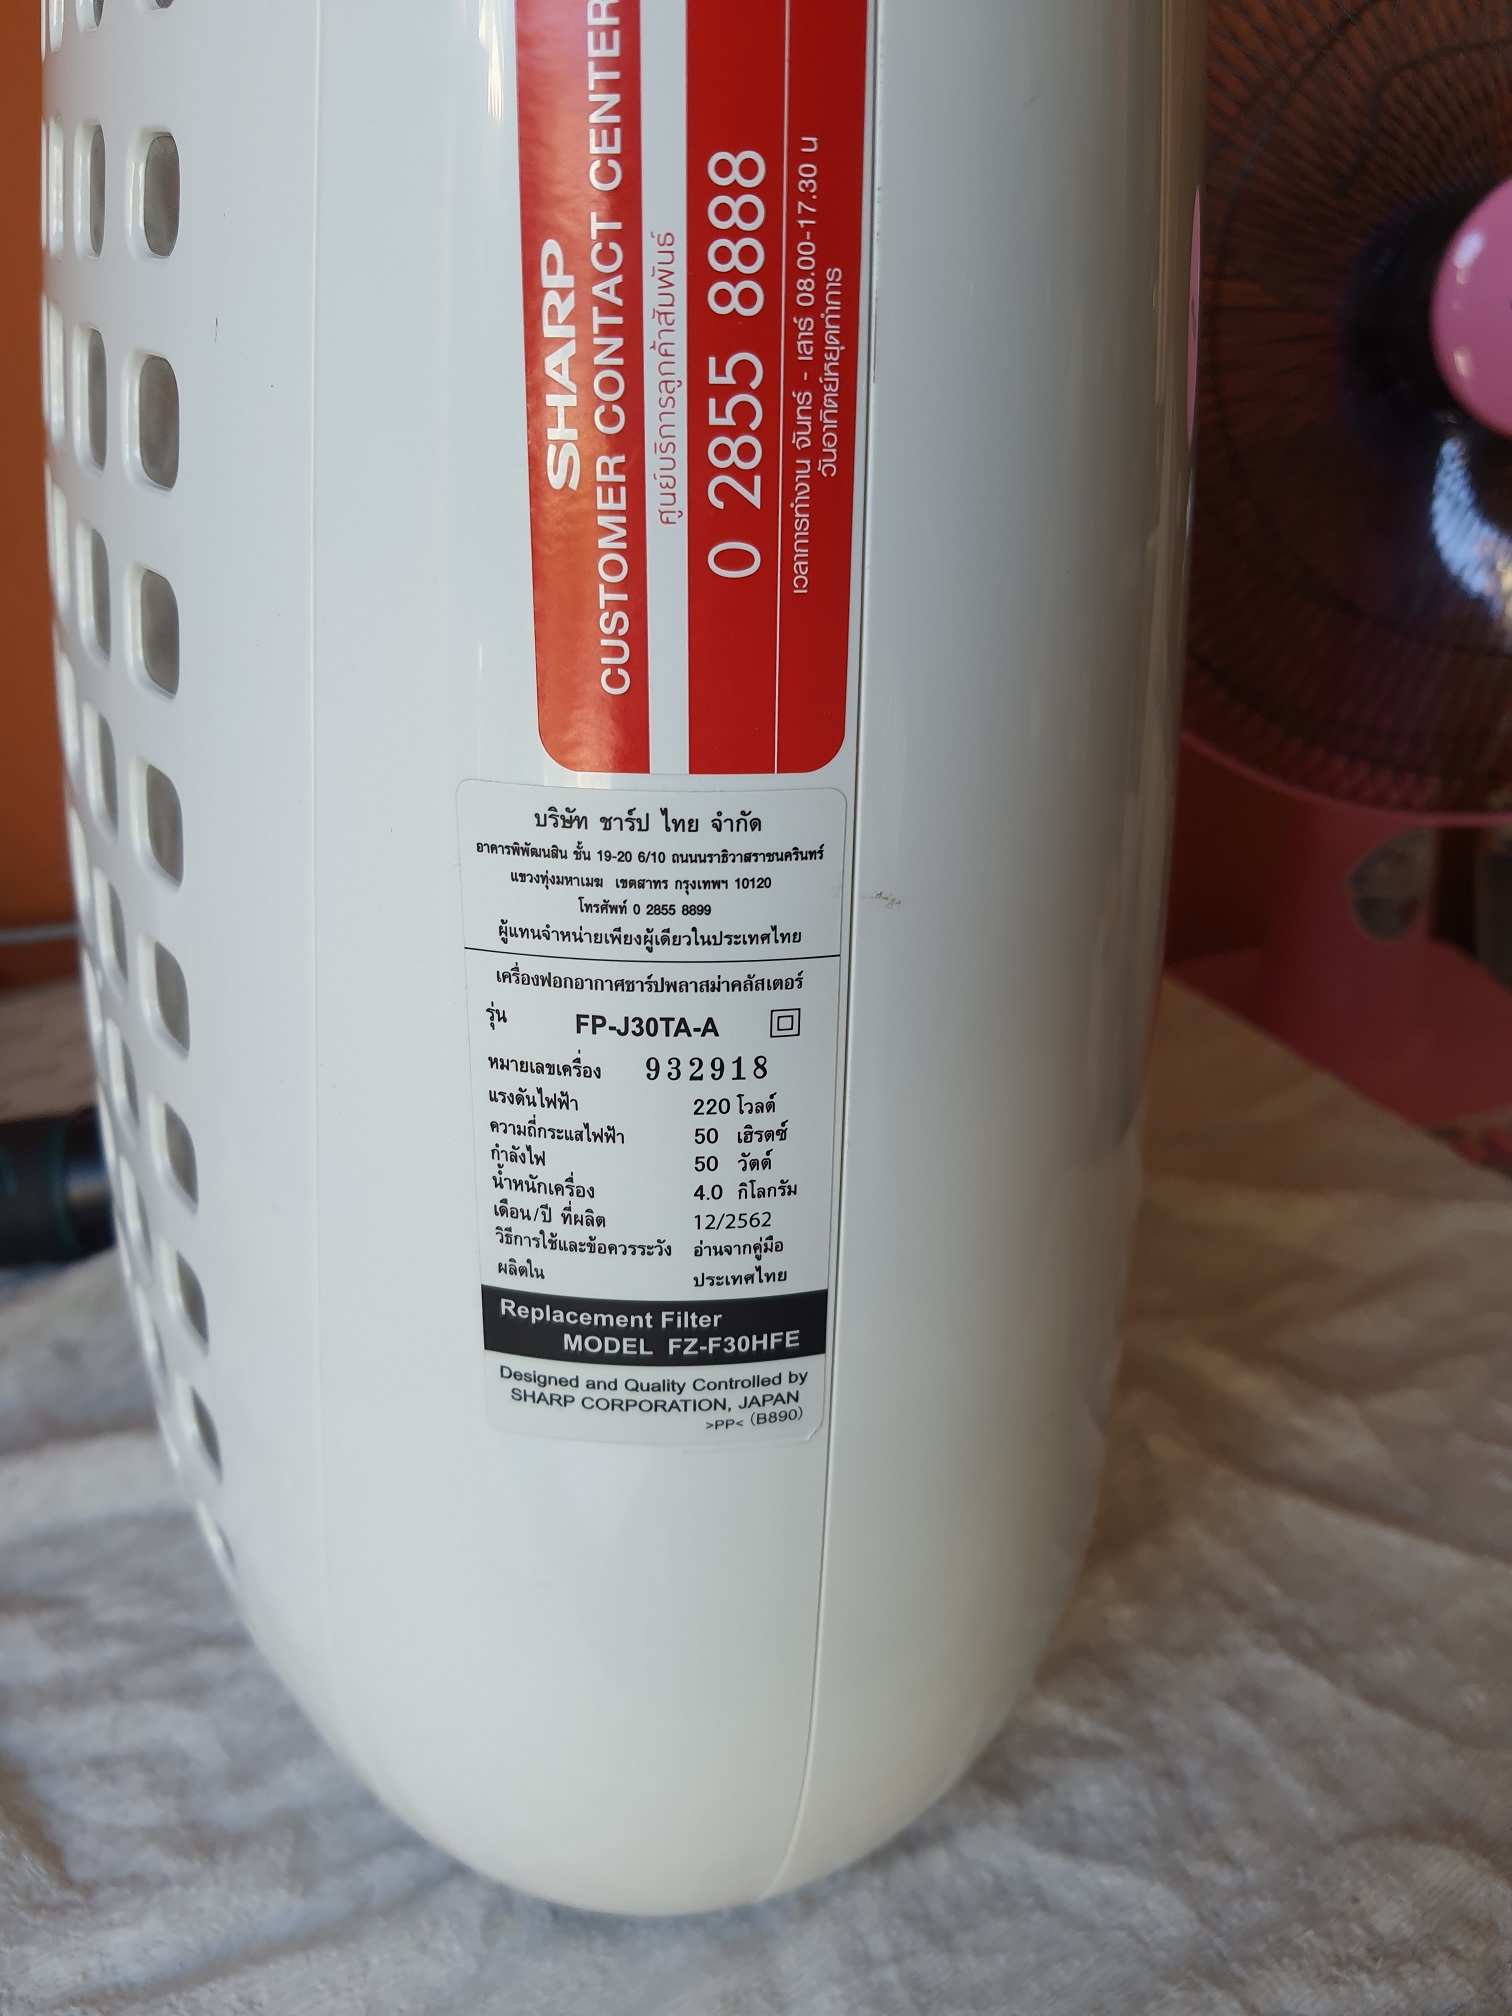 SHARP
CUSTOMER CONTACT CENTER
ศูนย์บริการลูกค้าสัมพันธ์
0 2855 8888
เวลาการทำงาน จันทร์ - เสาร์ 08.00-17.30 น
วันอาทิตย์หยุดทำการ
บริษัท ชาร์ป ไทย จำกัด
อาคารพิพัฒนสิน ชั้น 19-20 6/10 ถนนนราธิวาสราชนครินทร์
แขวงทุ่งมหาเมฆ เขตสาทร กรุงเทพฯ 10120
โทรศัพท์ 0 2855 8899
ผู้แทนจำหน่ายเพียงผู้เดียวในประเทศไทย
เครื่องฟอกอากาศชาร์ปพลาสม่าคลัสเตอร์
รุ่น FP-J30TA-A
หมายเลขเครื่อง 932918
แรงดันไฟฟ้า 220 โวลต์
ความถี่กระแสไฟฟ้า 50 เฮิรตซ์
กำลังไฟ 50 วัตต์
น้ำหนักเครื่อง 4.0 กิโลกรัม
เดือน/ปี ที่ผลิต 12/2562
วิธีการใช้และข้อควรระวัง อ่านจากคู่มือ
ผลิตใน ประเทศไทย
Replacement Filter
MODEL FZ-F30HFE
Designed and Quality Controlled by
SHARP CORPORATION, JAPAN
>PP< (B890)